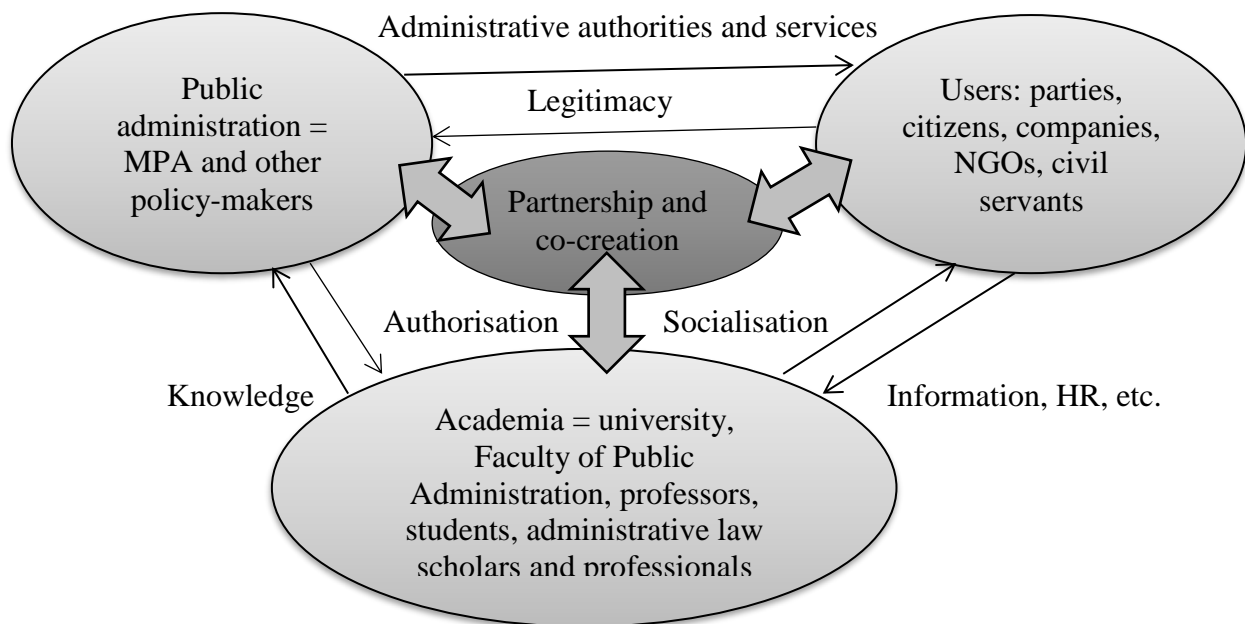 Administrative authorities and services
Public
administration =
MPA and other
policy-makers
Legitimacy
Users: parties,
citizens, companies,
NGOs, civil
servants
Partnership and
co-creation
Authorisation
Socialisation
Knowledge
Information, HR, etc.
Academia = university,
Faculty of Public
Administration, professors,
students, administrative law
scholars and professionals